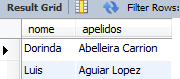 Result Grid Filter Rows:
nome apelidos
Dorinda Abelleira Carrion
Luis Aguiar Lopez